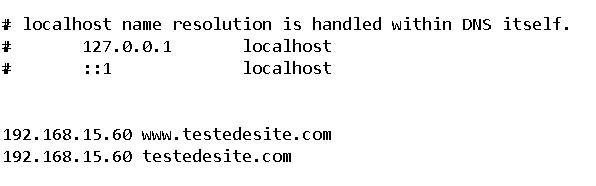 # localhost name resolution is handled within DNS itself.
#       127.0.0.1       localhost
#       ::1             localhost
192.168.15.60 www.testedesite.com
192.168.15.60 testedesite.com